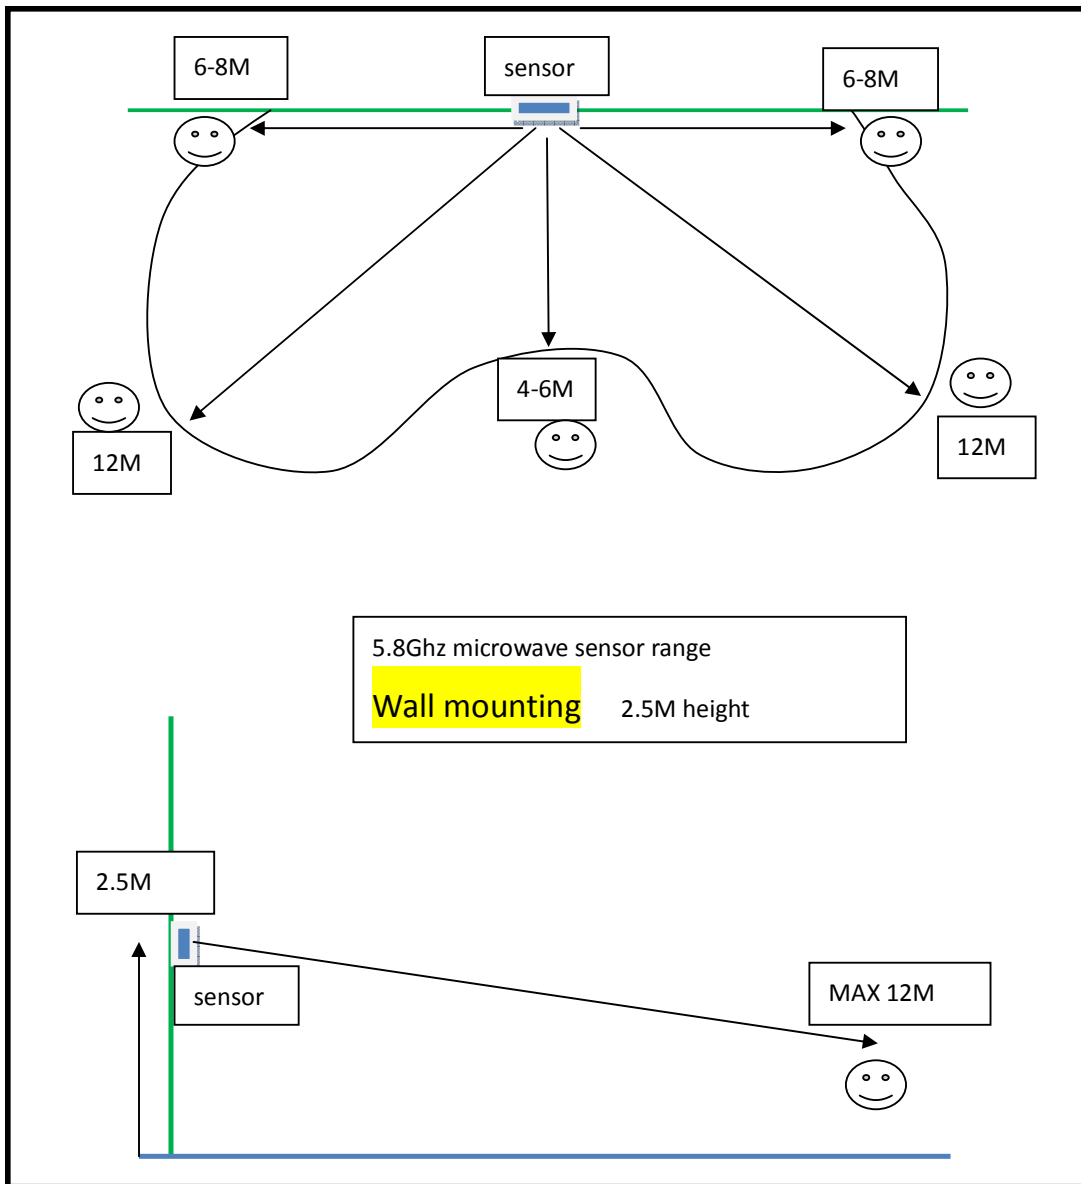 6-8M
sensor
6-8M
4-6M
12M
12M
5.8Ghz microwave sensor range
Wall mounting 2.5M height
2.5M
sensor
MAX 12M